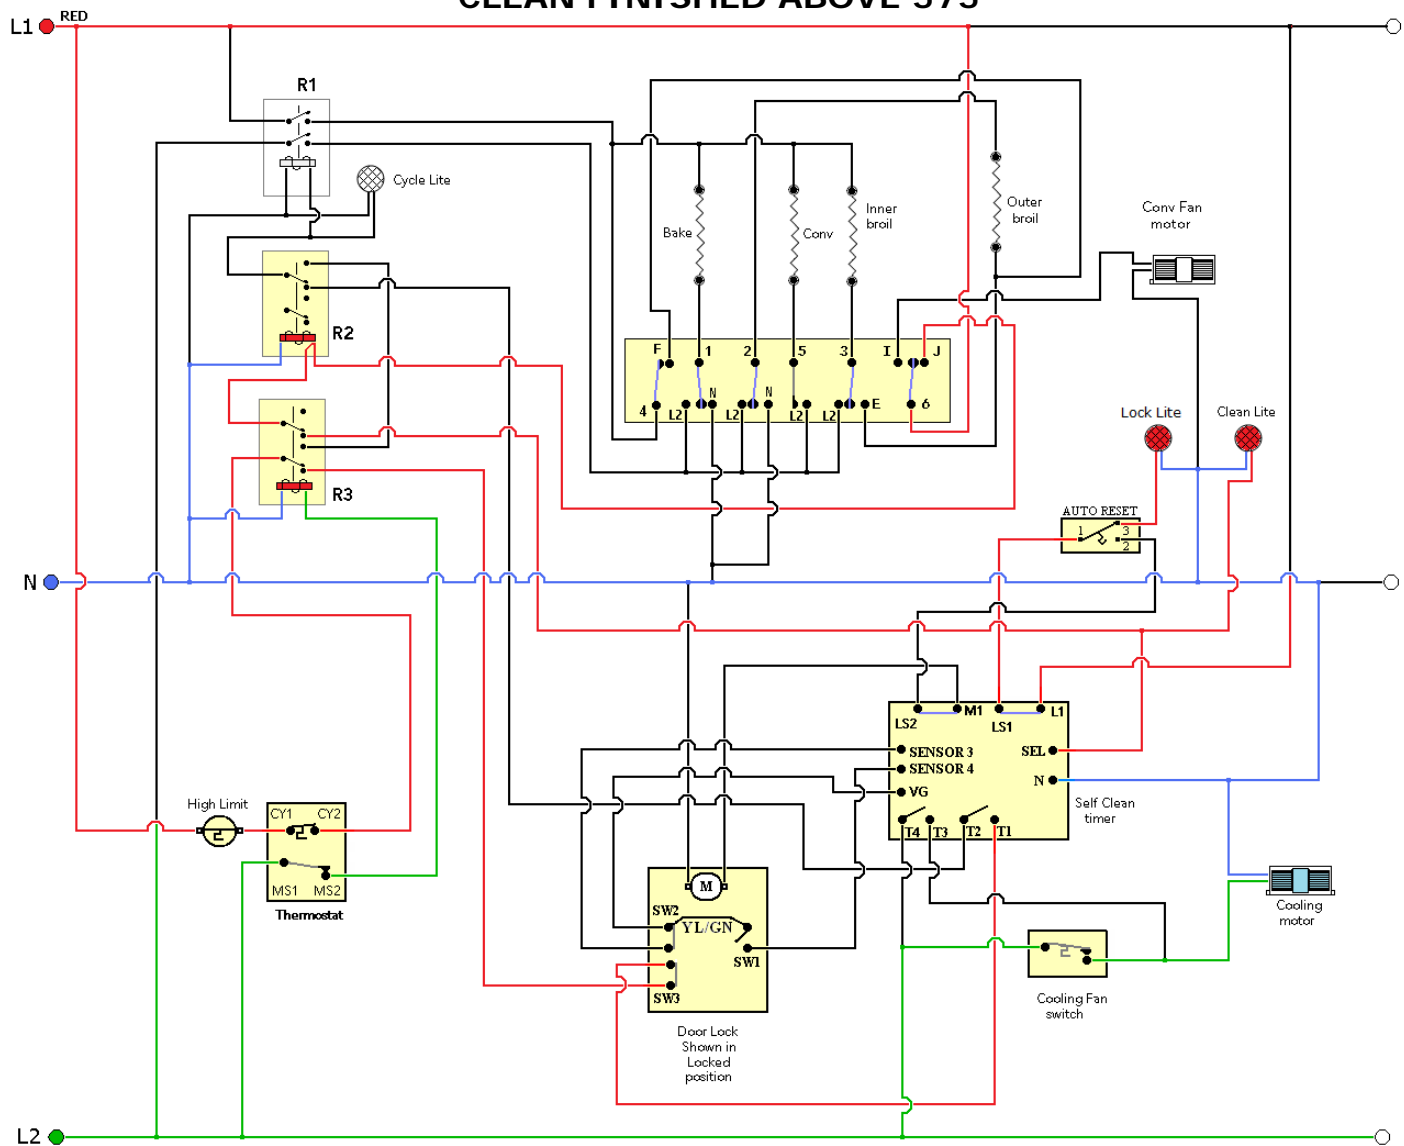 CLEAN FINISHED ABOVE 575
L1
RED
R1
Cycle Lite
Bake
Conv
Inner
broil
Outer
broil
Conv Fan
motor
R2
F
1
2
5
3
I
J
4
L2
N
L2
N
L2
L2
E
6
Lock Lite
Clean Lite
R3
AUTO RESET
1
3
2
N
LS2
M1
LS1
L1
SENSOR 3
SEL
SENSOR 4
N
VG
Self Clean
timer
T4
T3
T2
T1
High Limit
CY1
CY2
MS1
MS2
Thermostat
M
SW2
YL/GN
SW1
SW3
Cooling
motor
Cooling Fan
switch
Door Lock
Shown in
Locked
position
L2